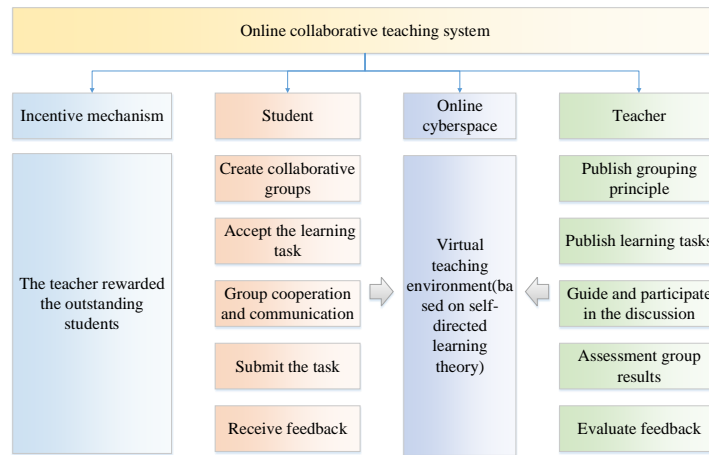 Online collaborative teaching system
Incentive mechanism
Student
Online
cyberspace
Teacher
The teacher rewarded
the outstanding
students
Create collaborative
groups
Accept the learning
task
Group cooperation
and communication
Submit the task
Receive feedback
Virtual
teaching
environment(ba
sed on self-
directed
learning
theory)
Publish grouping
principle
Publish learning tasks
Guide and participate
in the discussion
Assessment group
results
Evaluate feedback